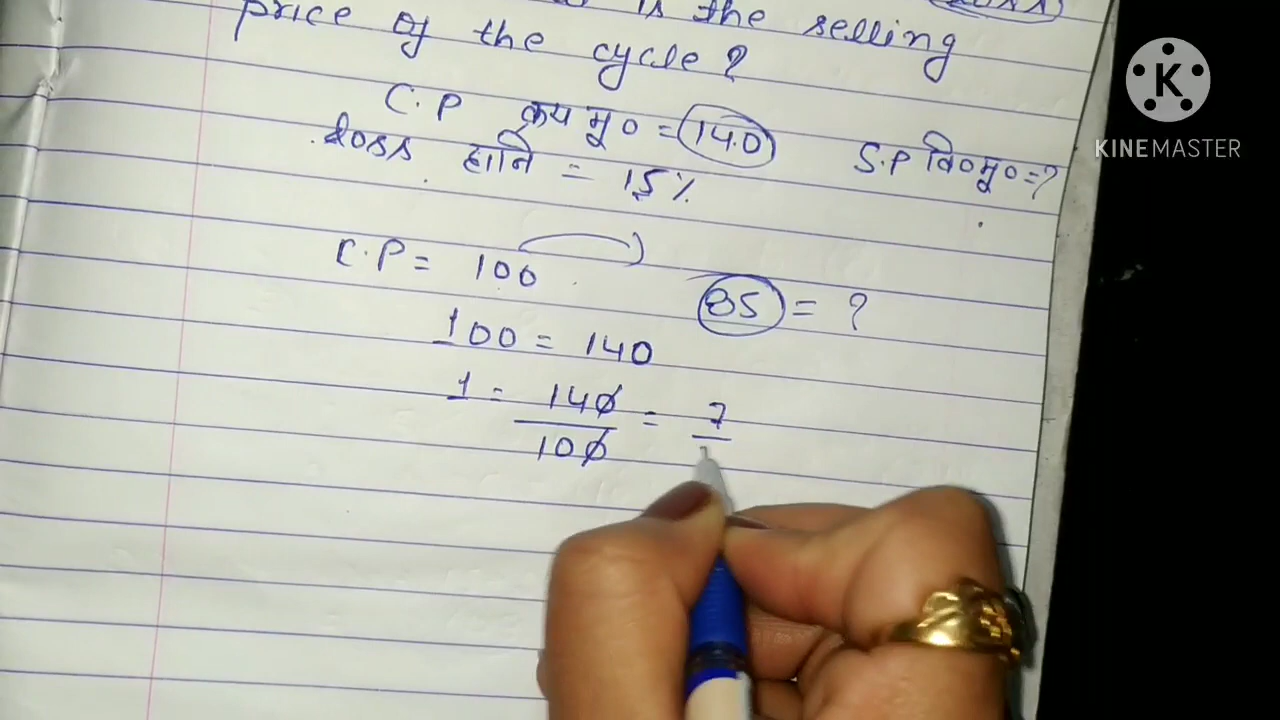 is the selling
price of the cycle?
C.P क्रय मू० = 140
Loss हानि = 15%
S.P वि०मू० = ?
C.P = 100
85 = ?
100 = 140
1 = 140/100 = 7/
K
KINEMASTER